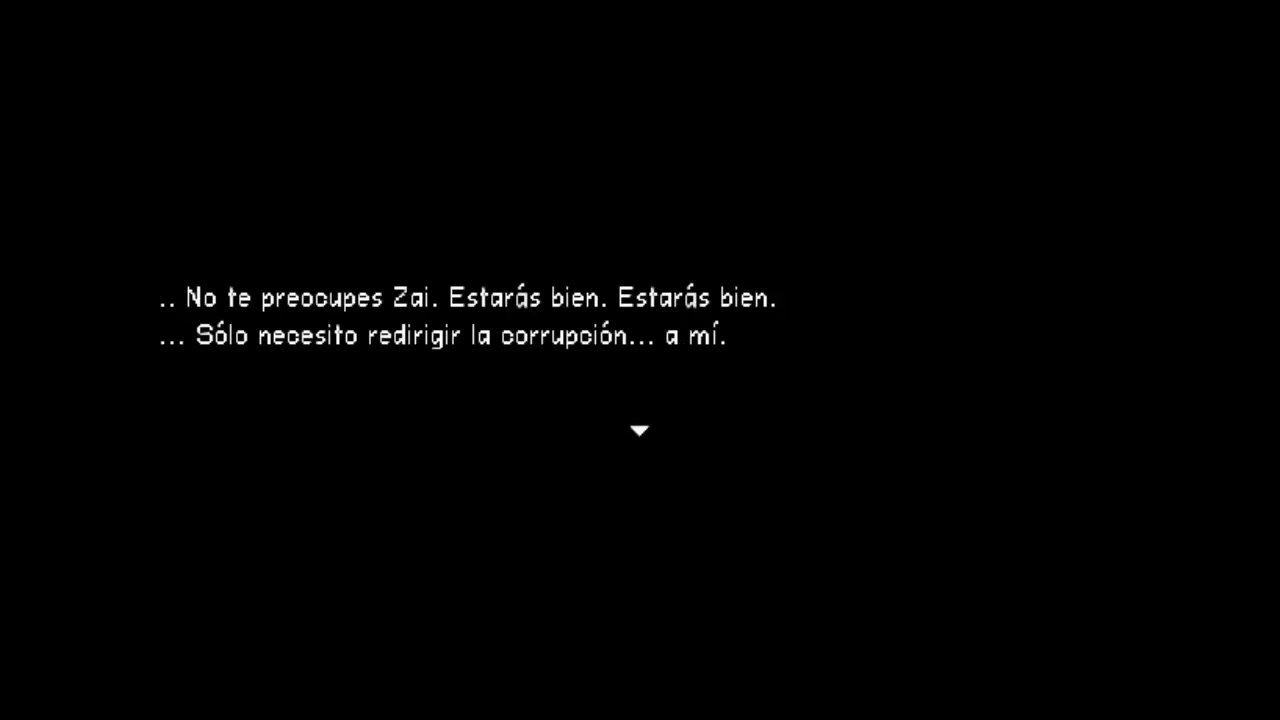 .. No te preocupes Zai. Estarás bien. Estarás bien.
... Sólo necesito redirigir la corrupción... a mí.